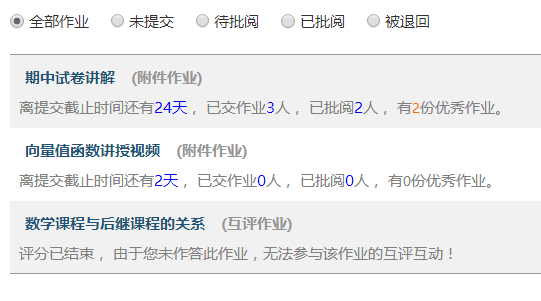 全部作业 未提交 待批阅 已批阅 被退回
期中试卷讲解 (附件作业)
离提交截止时间还有24天 ，已交作业3人 ，已批阅2人 ，有2份优秀作业。
向量值函数讲授视频 (附件作业)
离提交截止时间还有2天 ，已交作业0人 ，已批阅0人 ，有0份优秀作业。
数学课程与后继课程的关系 (互评作业)
评分已结束 ，由于您未作答此作业，无法参与该作业的互评互动！